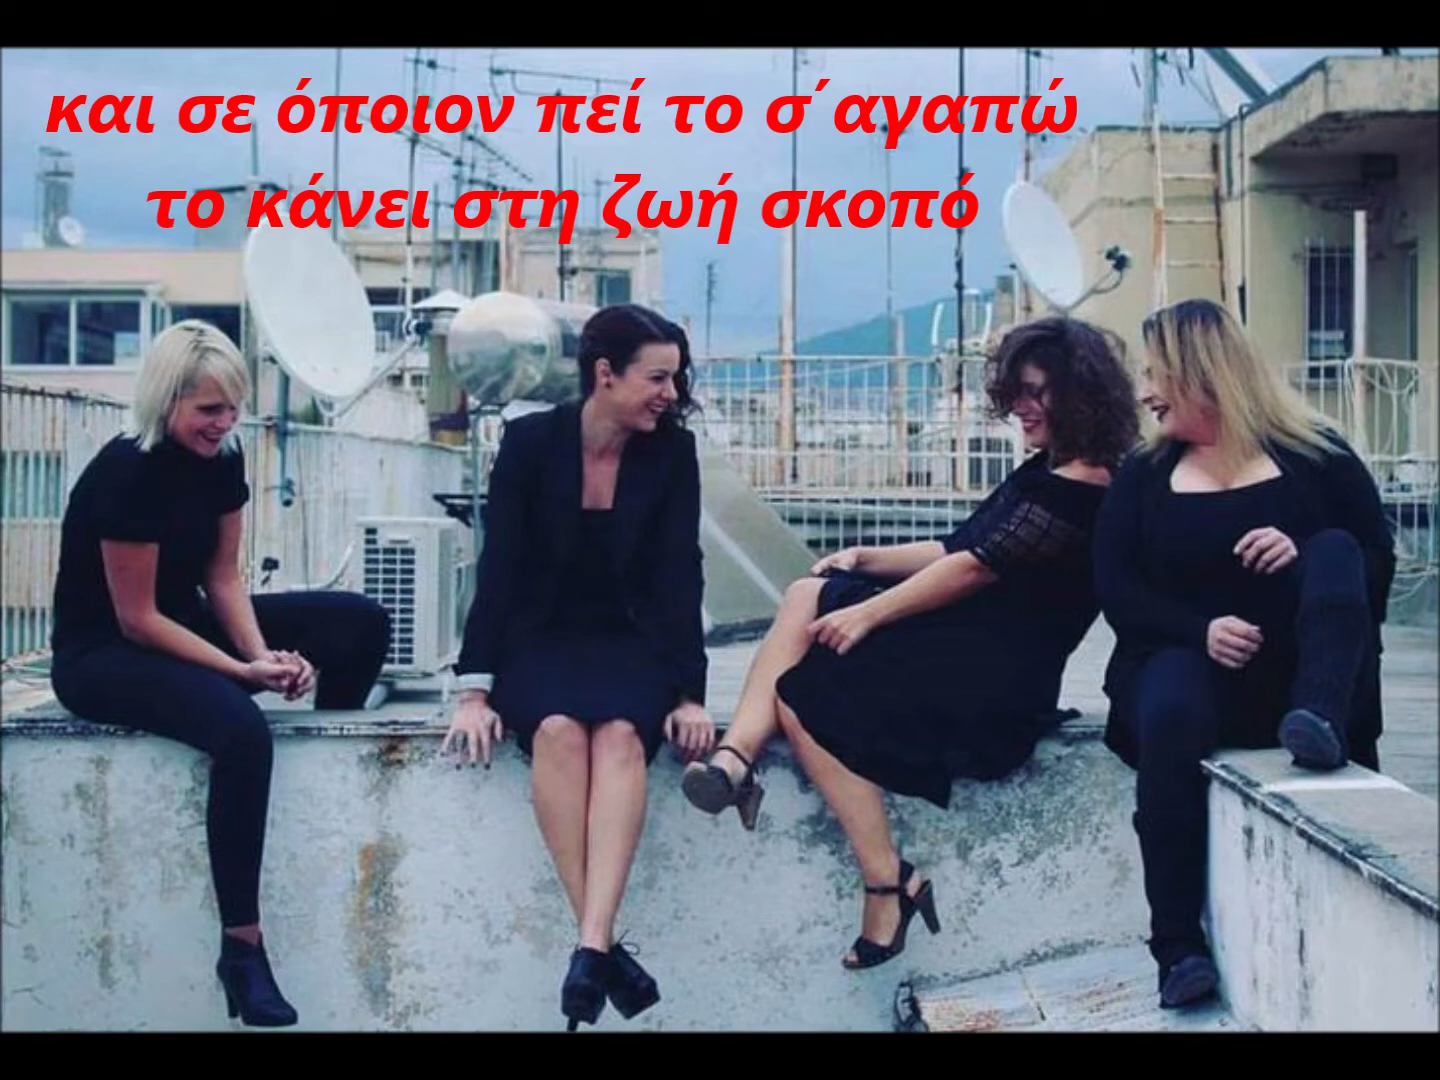 και σε όποιον πεί το σ΄αγαπώ
το κάνει στη ζωή σκοπό